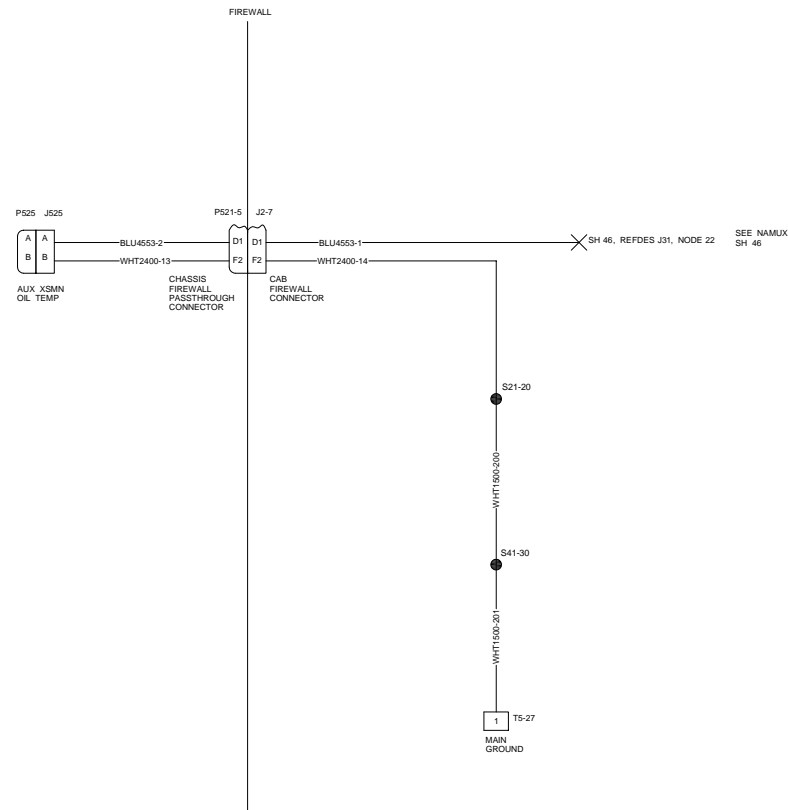 FIREWALL
P525 J525
P521-5 J2-7
A A
BLU4553-2
D1 D1
BLU4553-1
SH 46, REFDES J31, NODE 22
SEE NAMUX
SH 46
B B
WHT2400-13
F2 F2
WHT2400-14
AUX XSMN
OIL TEMP
CHASSIS
FIREWALL
PASSTHROUGH
CONNECTOR
CAB
FIREWALL
CONNECTOR
S21-20
WHT1500-200
S41-30
WHT1500-201
1 T5-27
MAIN
GROUND